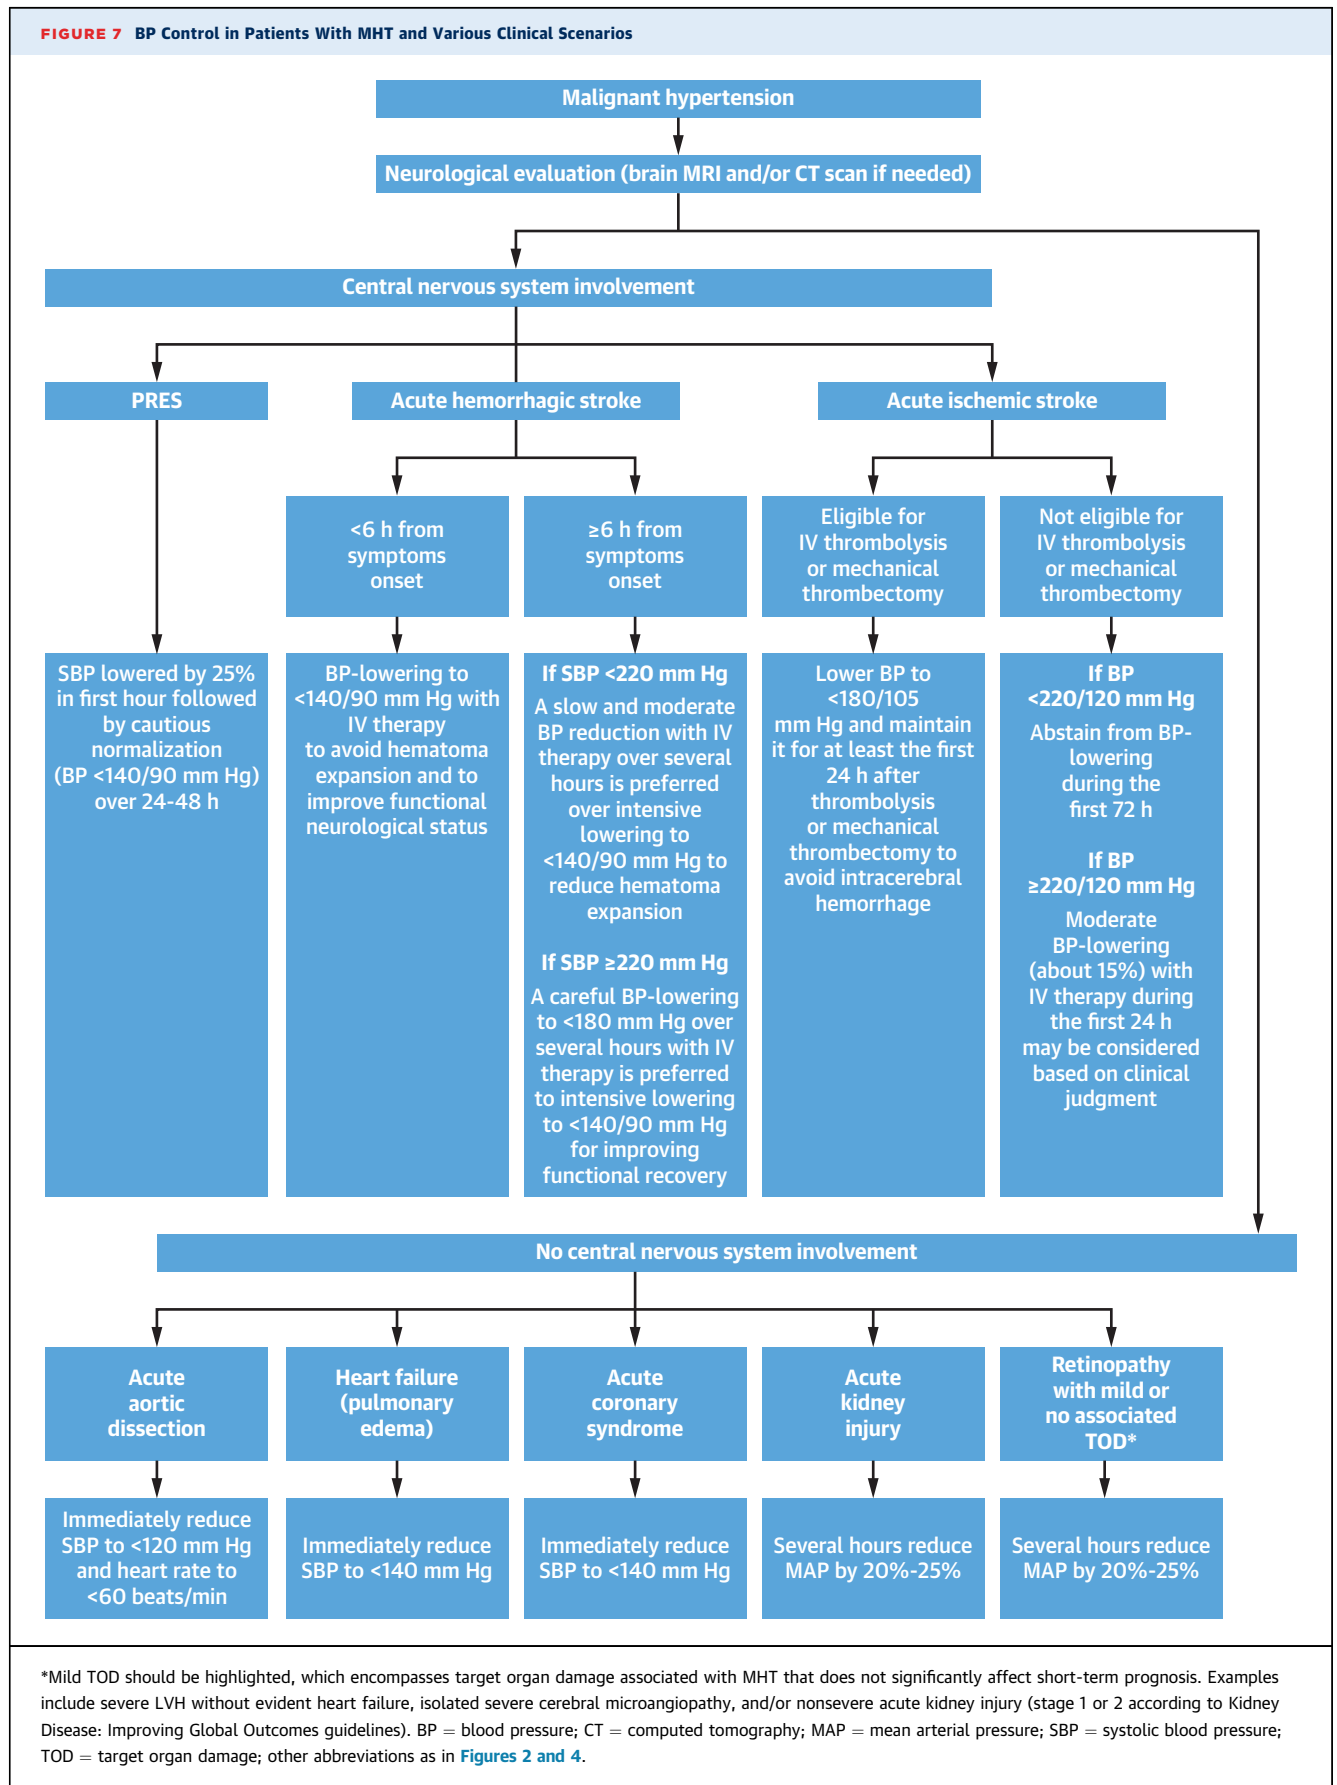 FIGURE 7 BP Control in Patients With MHT and Various Clinical Scenarios
Malignant hypertension
Neurological evaluation (brain MRI and/or CT scan if needed)
Central nervous system involvement
PRES
Acute hemorrhagic stroke
Acute ischemic stroke
<6 h from
symptoms
onset
≥6 h from
symptoms
onset
Eligible for
IV thrombolysis
or mechanical
thrombectomy
Not eligible for
IV thrombolysis
or mechanical
thrombectomy
SBP lowered by 25%
in first hour followed
by cautious
normalization
(BP <140/90 mm Hg)
over 24-48 h
BP-lowering to
<140/90 mm Hg with
IV therapy
to avoid hematoma
expansion and to
improve functional
neurological status
If SBP <220 mm Hg
A slow and moderate
BP reduction with IV
therapy over several
hours is preferred
over intensive
lowering to
<140/90 mm Hg to
reduce hematoma
expansion
If SBP ≥220 mm Hg
A careful BP-lowering
to <180 mm Hg over
several hours with IV
therapy is preferred
to intensive lowering
to <140/90 mm Hg
for improving
functional recovery
Lower BP to
<180/105
mm Hg and maintain
it for at least the first
24 h after
thrombolysis
or mechanical
thrombectomy to
avoid intracerebral
hemorrhage
If BP
<220/120 mm Hg
Abstain from BP-
lowering
during the
first 72 h
If BP
≥220/120 mm Hg
Moderate
BP-lowering
(about 15%) with
IV therapy during
the first 24 h
may be considered
based on clinical
judgment
No central nervous system involvement
Acute
aortic
dissection
Heart failure
(pulmonary
edema)
Acute
coronary
syndrome
Acute
kidney
injury
Retinopathy
with mild or
no associated
TOD*
Immediately reduce
SBP to <120 mm Hg
and heart rate to
<60 beats/min
Immediately reduce
SBP to <140 mm Hg
Immediately reduce
SBP to <140 mm Hg
Several hours reduce
MAP by 20%-25%
Several hours reduce
MAP by 20%-25%
*Mild TOD should be highlighted, which encompasses target organ damage associated with MHT that does not significantly affect short-term prognosis. Examples
include severe LVH without evident heart failure, isolated severe cerebral microangiopathy, and/or nonsevere acute kidney injury (stage 1 or 2 according to Kidney
Disease: Improving Global Outcomes guidelines). BP = blood pressure; CT = computed tomography; MAP = mean arterial pressure; SBP = systolic blood pressure;
TOD = target organ damage; other abbreviations as in Figures 2 and 4.